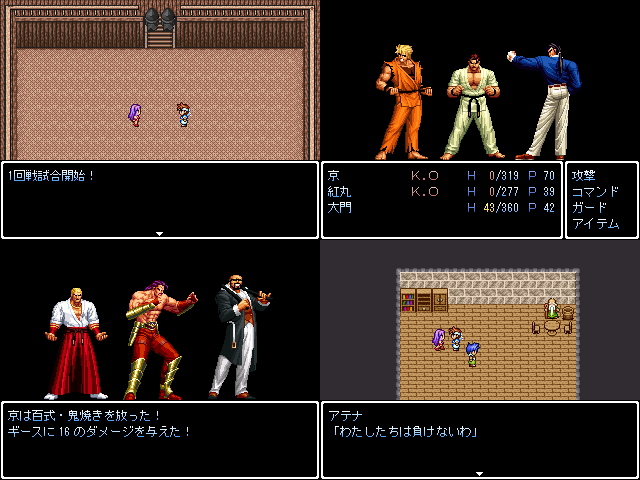 1回戦試合開始！
京 K.O H 0/319 P 70
紅丸 K.O H 0/277 P 39
大門 H 43/360 P 42
攻撃
コマンド
ガード
アイテム
京は百式・鬼焼きを放った！
ギースに 16 のダメージを与えた！
アテナ
「わたしたちは負けないわ」